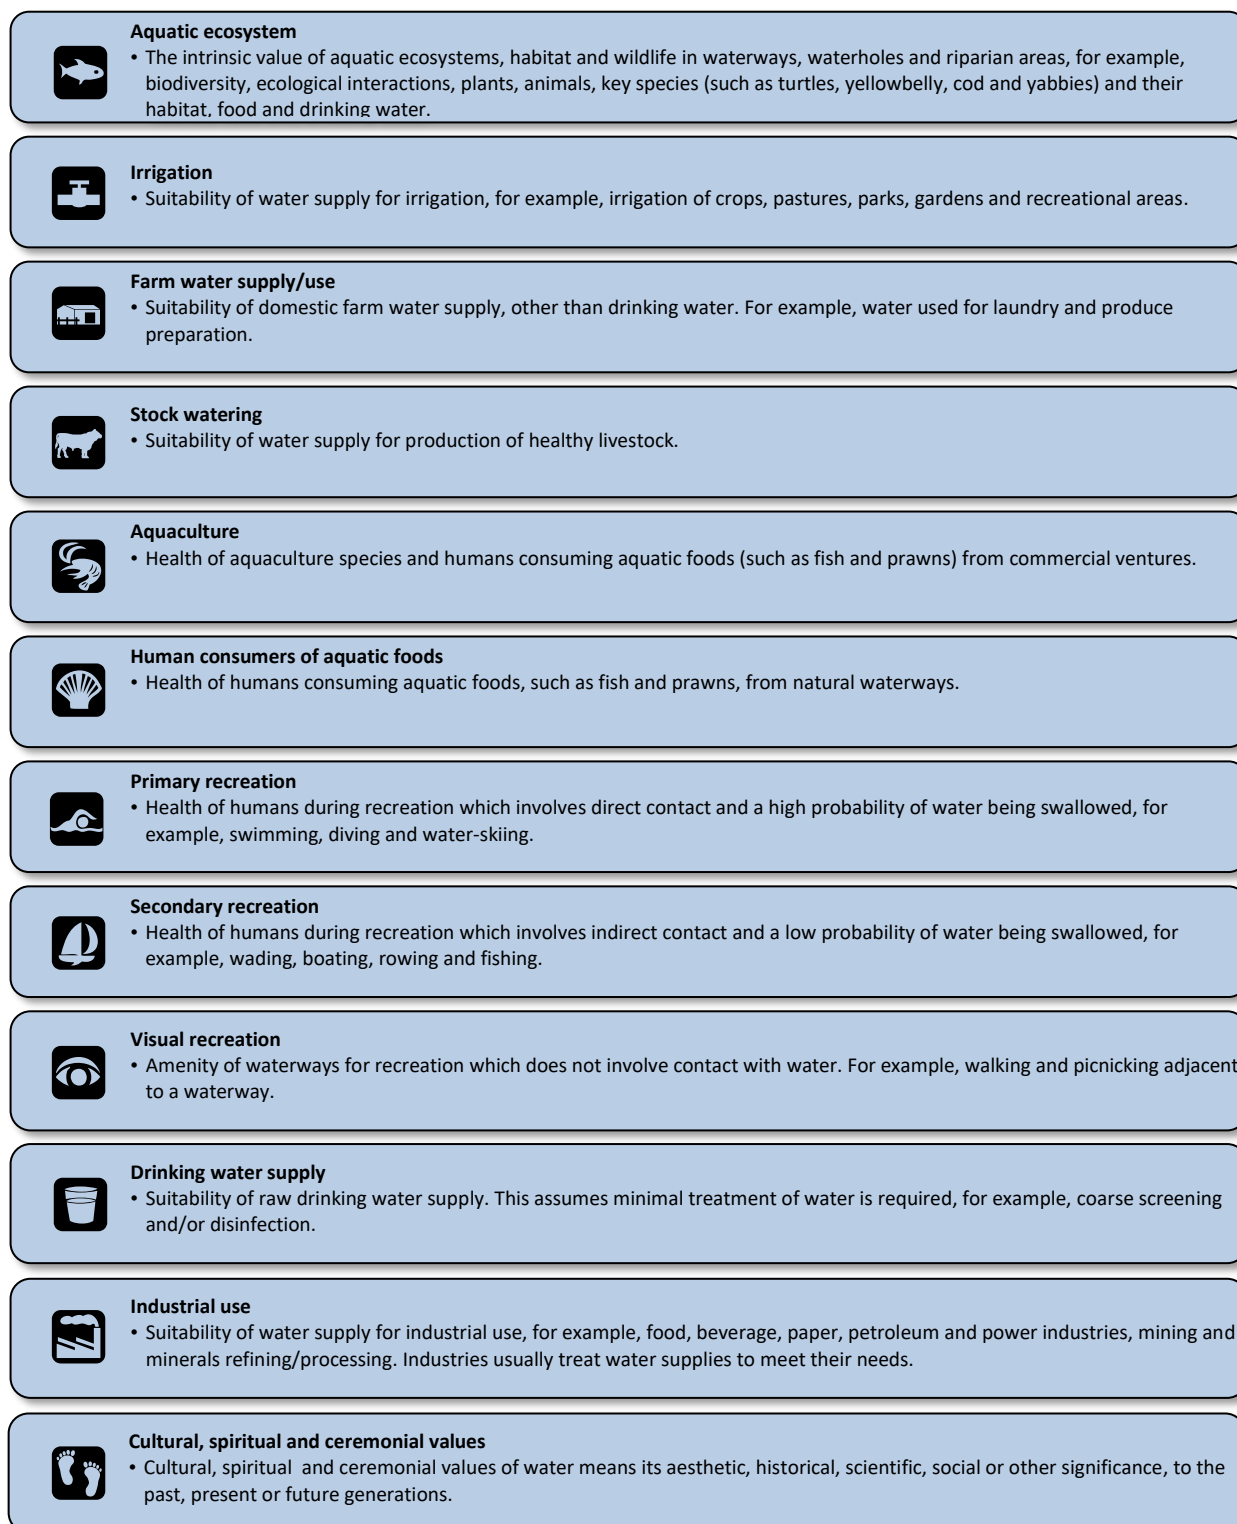 Aquatic ecosystem
• The intrinsic value of aquatic ecosystems, habitat and wildlife in waterways, waterholes and riparian areas, for example,
biodiversity, ecological interactions, plants, animals, key species (such as turtles, yellowbelly, cod and yabbies) and their
habitat, food and drinking water.
Irrigation
• Suitability of water supply for irrigation, for example, irrigation of crops, pastures, parks, gardens and recreational areas.
Farm water supply/use
• Suitability of domestic farm water supply, other than drinking water. For example, water used for laundry and produce
preparation.
Stock watering
• Suitability of water supply for production of healthy livestock.
Aquaculture
• Health of aquaculture species and humans consuming aquatic foods (such as fish and prawns) from commercial ventures.
Human consumers of aquatic foods
• Health of humans consuming aquatic foods, such as fish and prawns, from natural waterways.
Primary recreation
• Health of humans during recreation which involves direct contact and a high probability of water being swallowed, for
example, swimming, diving and water-skiing.
Secondary recreation
• Health of humans during recreation which involves indirect contact and a low probability of water being swallowed, for
example, wading, boating, rowing and fishing.
Visual recreation
• Amenity of waterways for recreation which does not involve contact with water. For example, walking and picnicking adjacent
to a waterway.
Drinking water supply
• Suitability of raw drinking water supply. This assumes minimal treatment of water is required, for example, coarse screening
and/or disinfection.
Industrial use
• Suitability of water supply for industrial use, for example, food, beverage, paper, petroleum and power industries, mining and
minerals refining/processing. Industries usually treat water supplies to meet their needs.
Cultural, spiritual and ceremonial values
• Cultural, spiritual  and ceremonial values of water means its aesthetic, historical, scientific, social or other significance, to the
past, present or future generations.